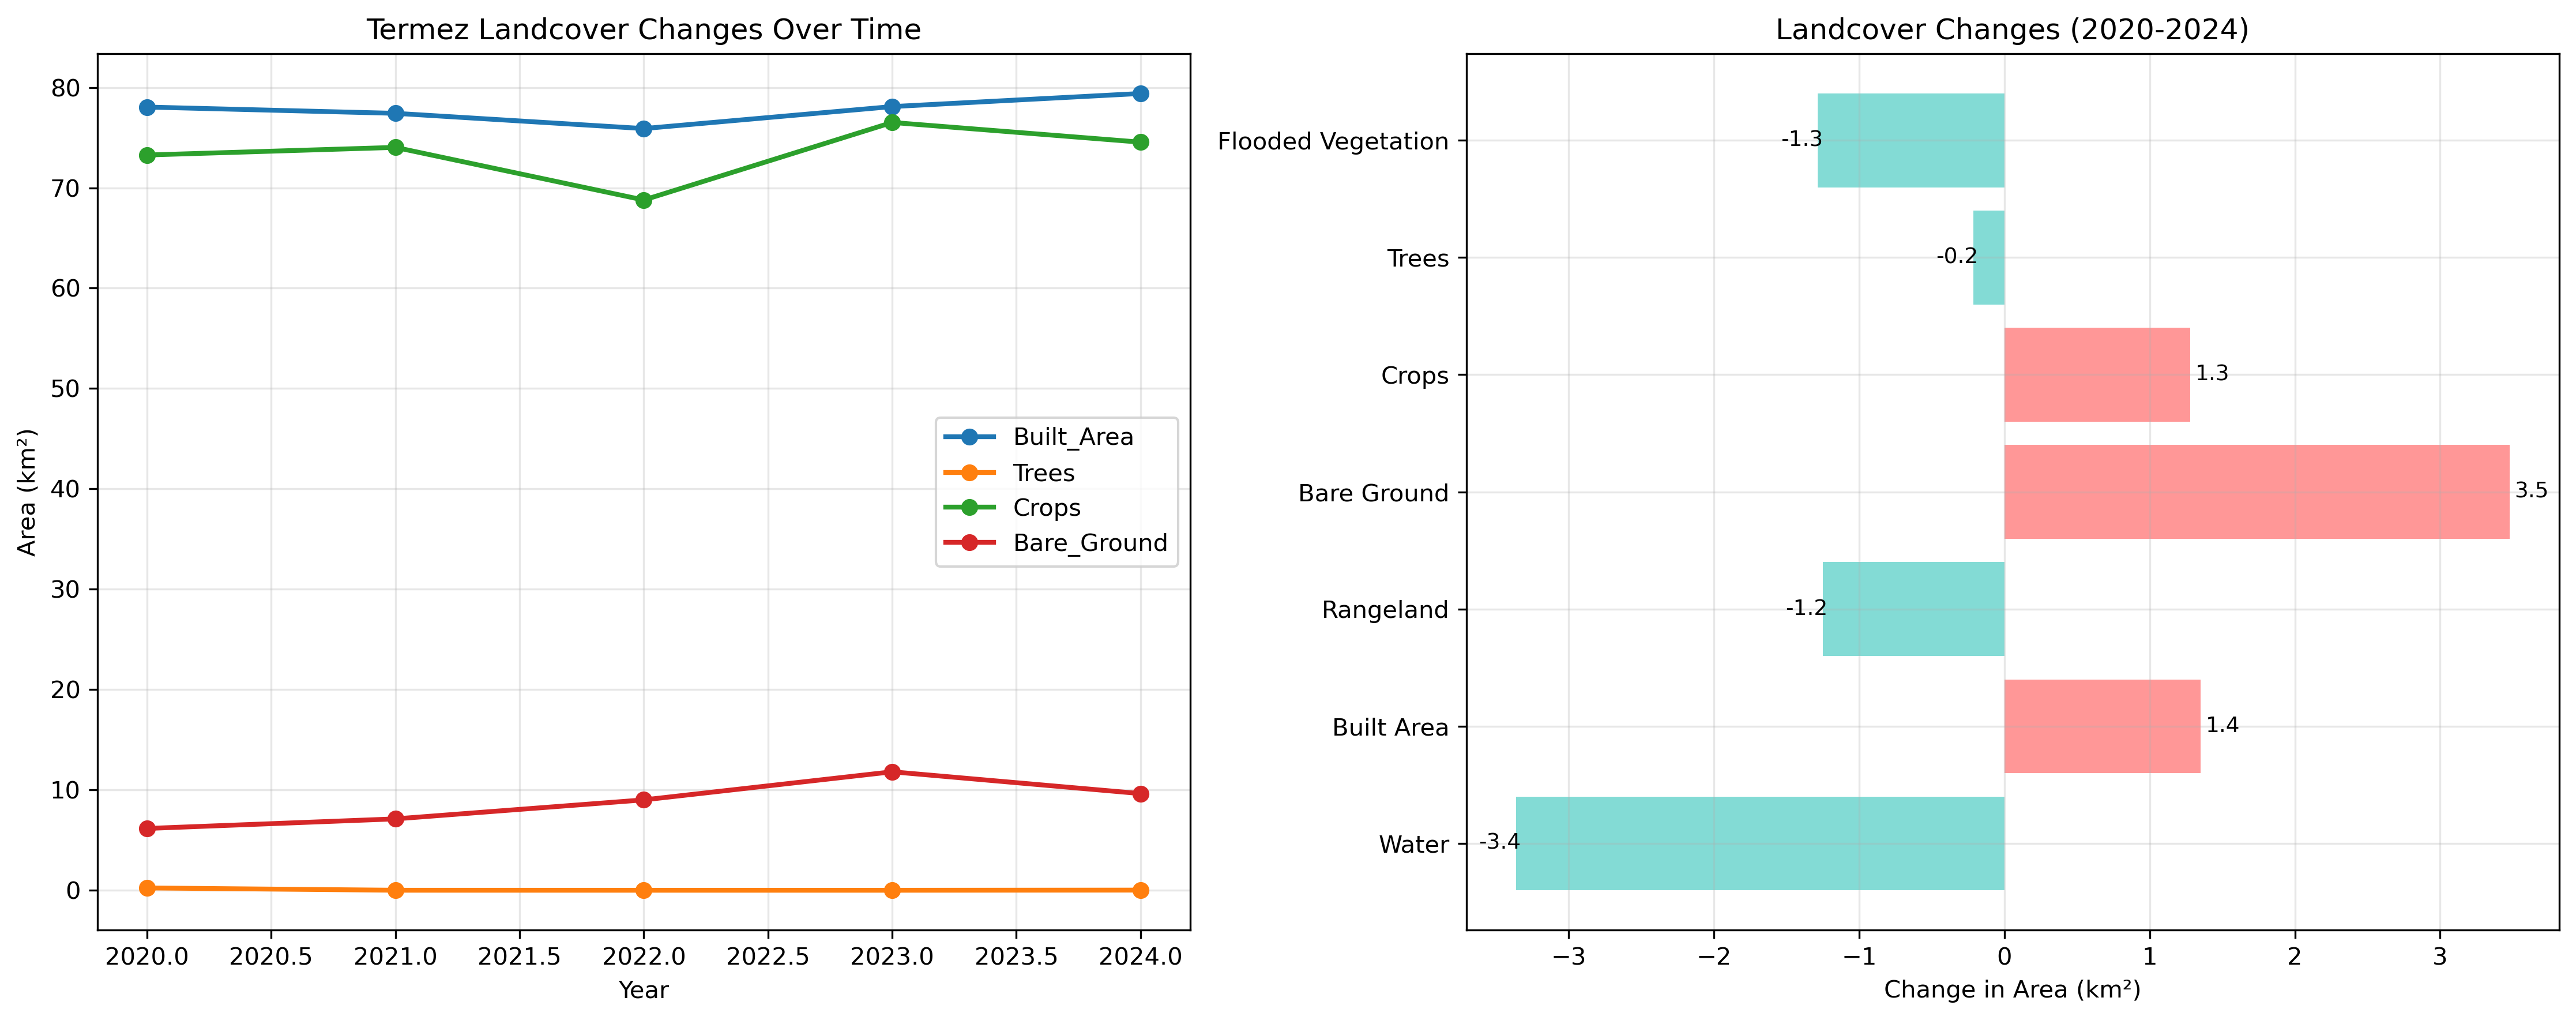 Termez Landcover Changes Over Time
80
70
60
50
40
30
20
10
0
Area (km²)
Built_Area
Trees
Crops
Bare_Ground
2020.0 2020.5 2021.0 2021.5 2022.0 2022.5 2023.0 2023.5 2024.0
Year
Landcover Changes (2020-2024)
Flooded Vegetation -1.3
Trees -0.2
Crops 1.3
Bare Ground 3.5
Rangeland -1.2
Built Area 1.4
Water -3.4
−3 −2 −1 0 1 2 3
Change in Area (km²)